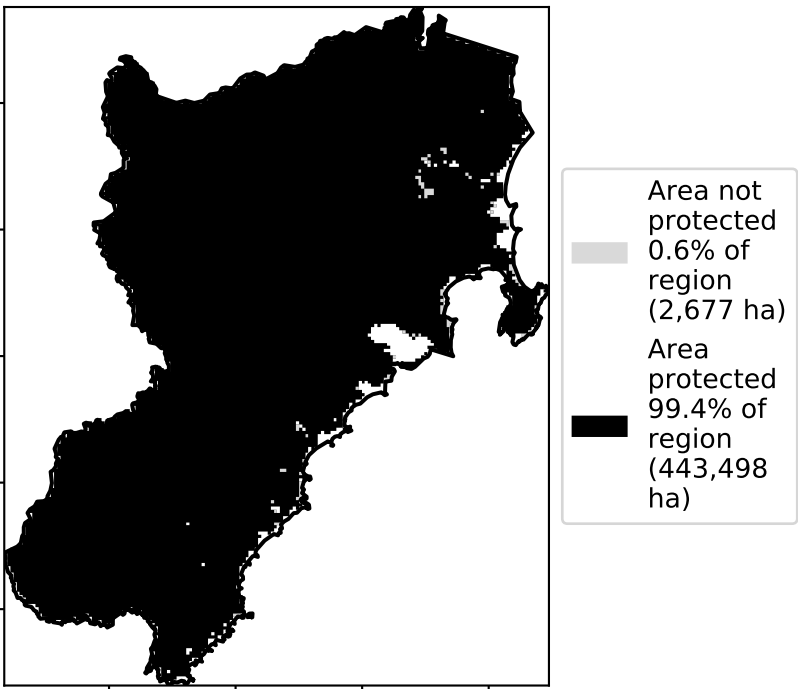 Area not
protected
0.6% of
region
(2,677 ha)
Area
protected
99.4% of
region
(443,498
ha)